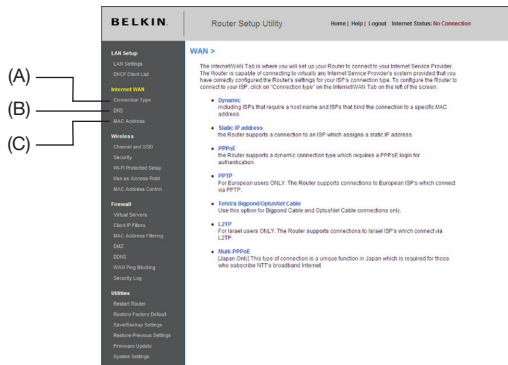 BELKIN.
Router Setup Utility
Home | Help | Logout Internet Status: No Connection
(A)
(B)
(C)
LAN Setup
LAN Settings
DHCP Client List
Internet WAN
Connection Type
DNS
MAC Address
Wireless
Channel and SSID
Security
Wi-Fi Protected Setup
Use as Access Point
MAC Address Control
Firewall
Virtual Servers
Client IP Filters
MAC Address Filtering
DMZ
DDNS
WAN Ping Blocking
Security Log
Utilities
Restart Router
Restore Factory Default
Save/Backup Settings
Restore Previous Settings
Firmware Update
System Settings
WAN >
The Internet/WAN Tab is where you will set up your Router to connect to your Internet Service Provider.
The Router is capable of connecting to virtually any Internet Service Provider's system provided that you
have correctly configured the Router's settings for your ISP's connection type. To configure the Router to
connect to your ISP, click on "Connection type" on the Internet/WAN Tab on the left of the screen.
Dynamic
including ISPs that require a host name and ISPs that bind the connection to a specific MAC
address.
Static IP address
the Router supports a connection to an ISP which assigns a static IP address.
PPPoE
the Router supports a dynamic connection type which requires a PPPoE login for
authentication.
PPTP
For European users ONLY. The Router supports connections to European ISP's which connect
via PPTP.
Telstra Bigpond/OptusNet Cable
Use this option for Bigpond Cable and OptusNet Cable connections only.
L2TP
For Israel users ONLY. The Router supports connections to Israel ISP's which connect via
L2TP.
Multi-PPPoE
[Japan Only] This type of connection is a unique function in Japan which is required for those
who subscribe NTT's broadband Internet.